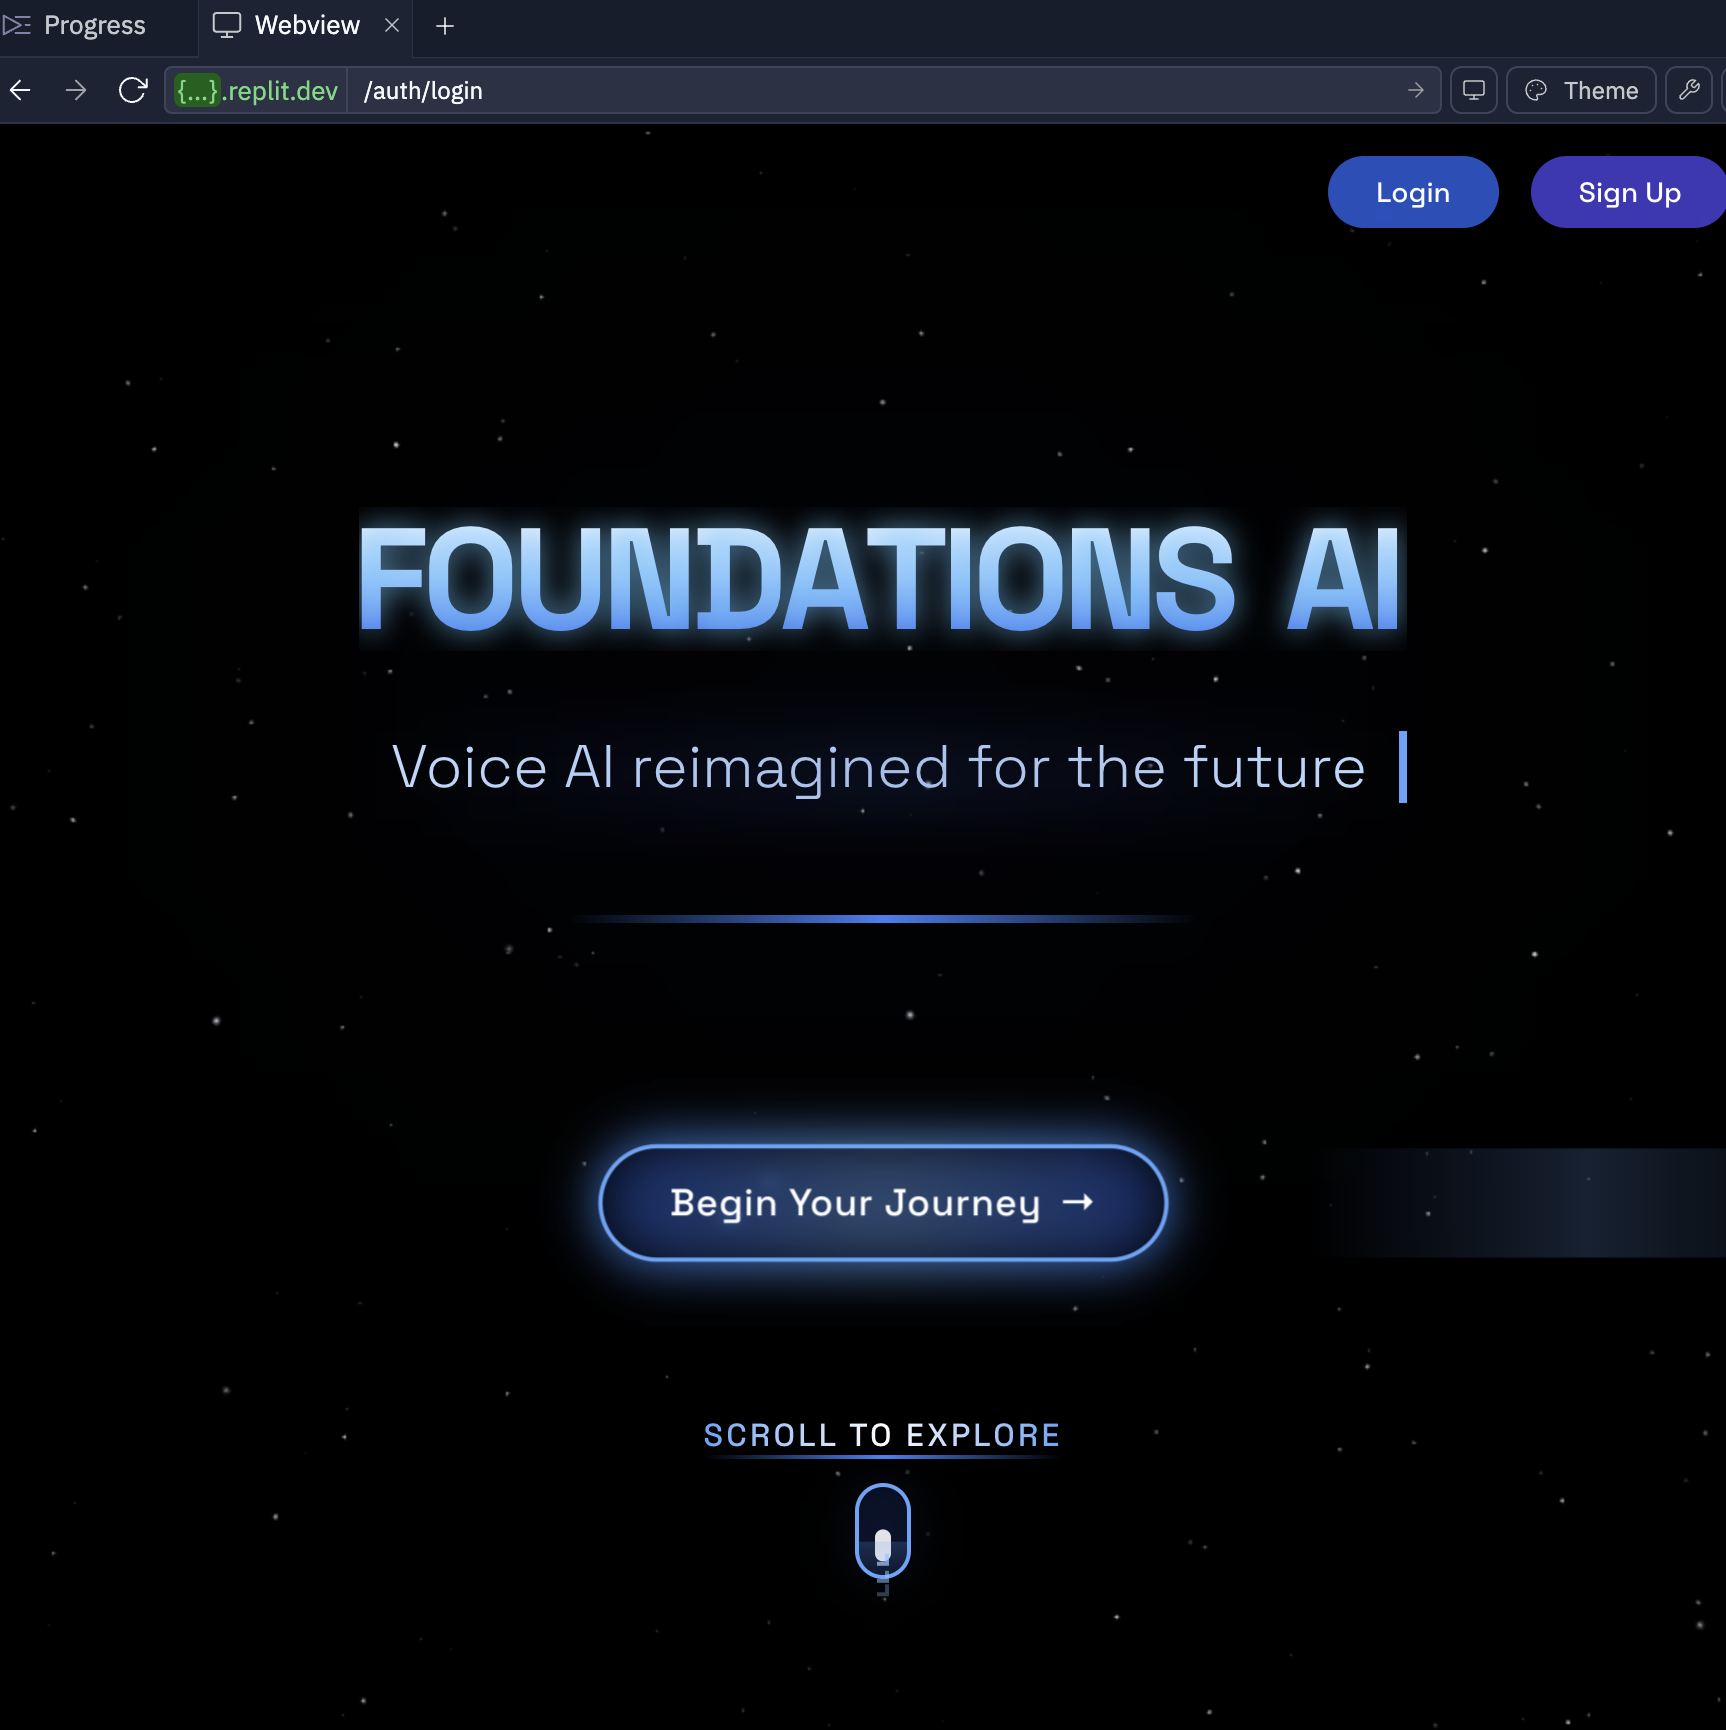 Progress
Webview
{...}.replit.dev /auth/login
Theme
Login
Sign Up
FOUNDATIONS AI
Voice AI reimagined for the future
Begin Your Journey →
SCROLL TO EXPLORE